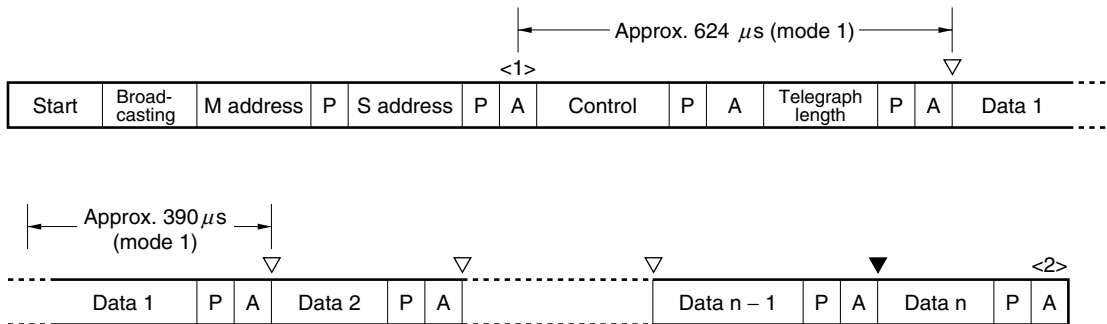 Approx. 624 μs (mode 1)
<1>
Start Broad-casting M address P S address P A Control P A Telegraph length P A Data 1
Approx. 390 μs
(mode 1)
<2>
Data 1 P A Data 2 P A Data n – 1 P A Data n P A